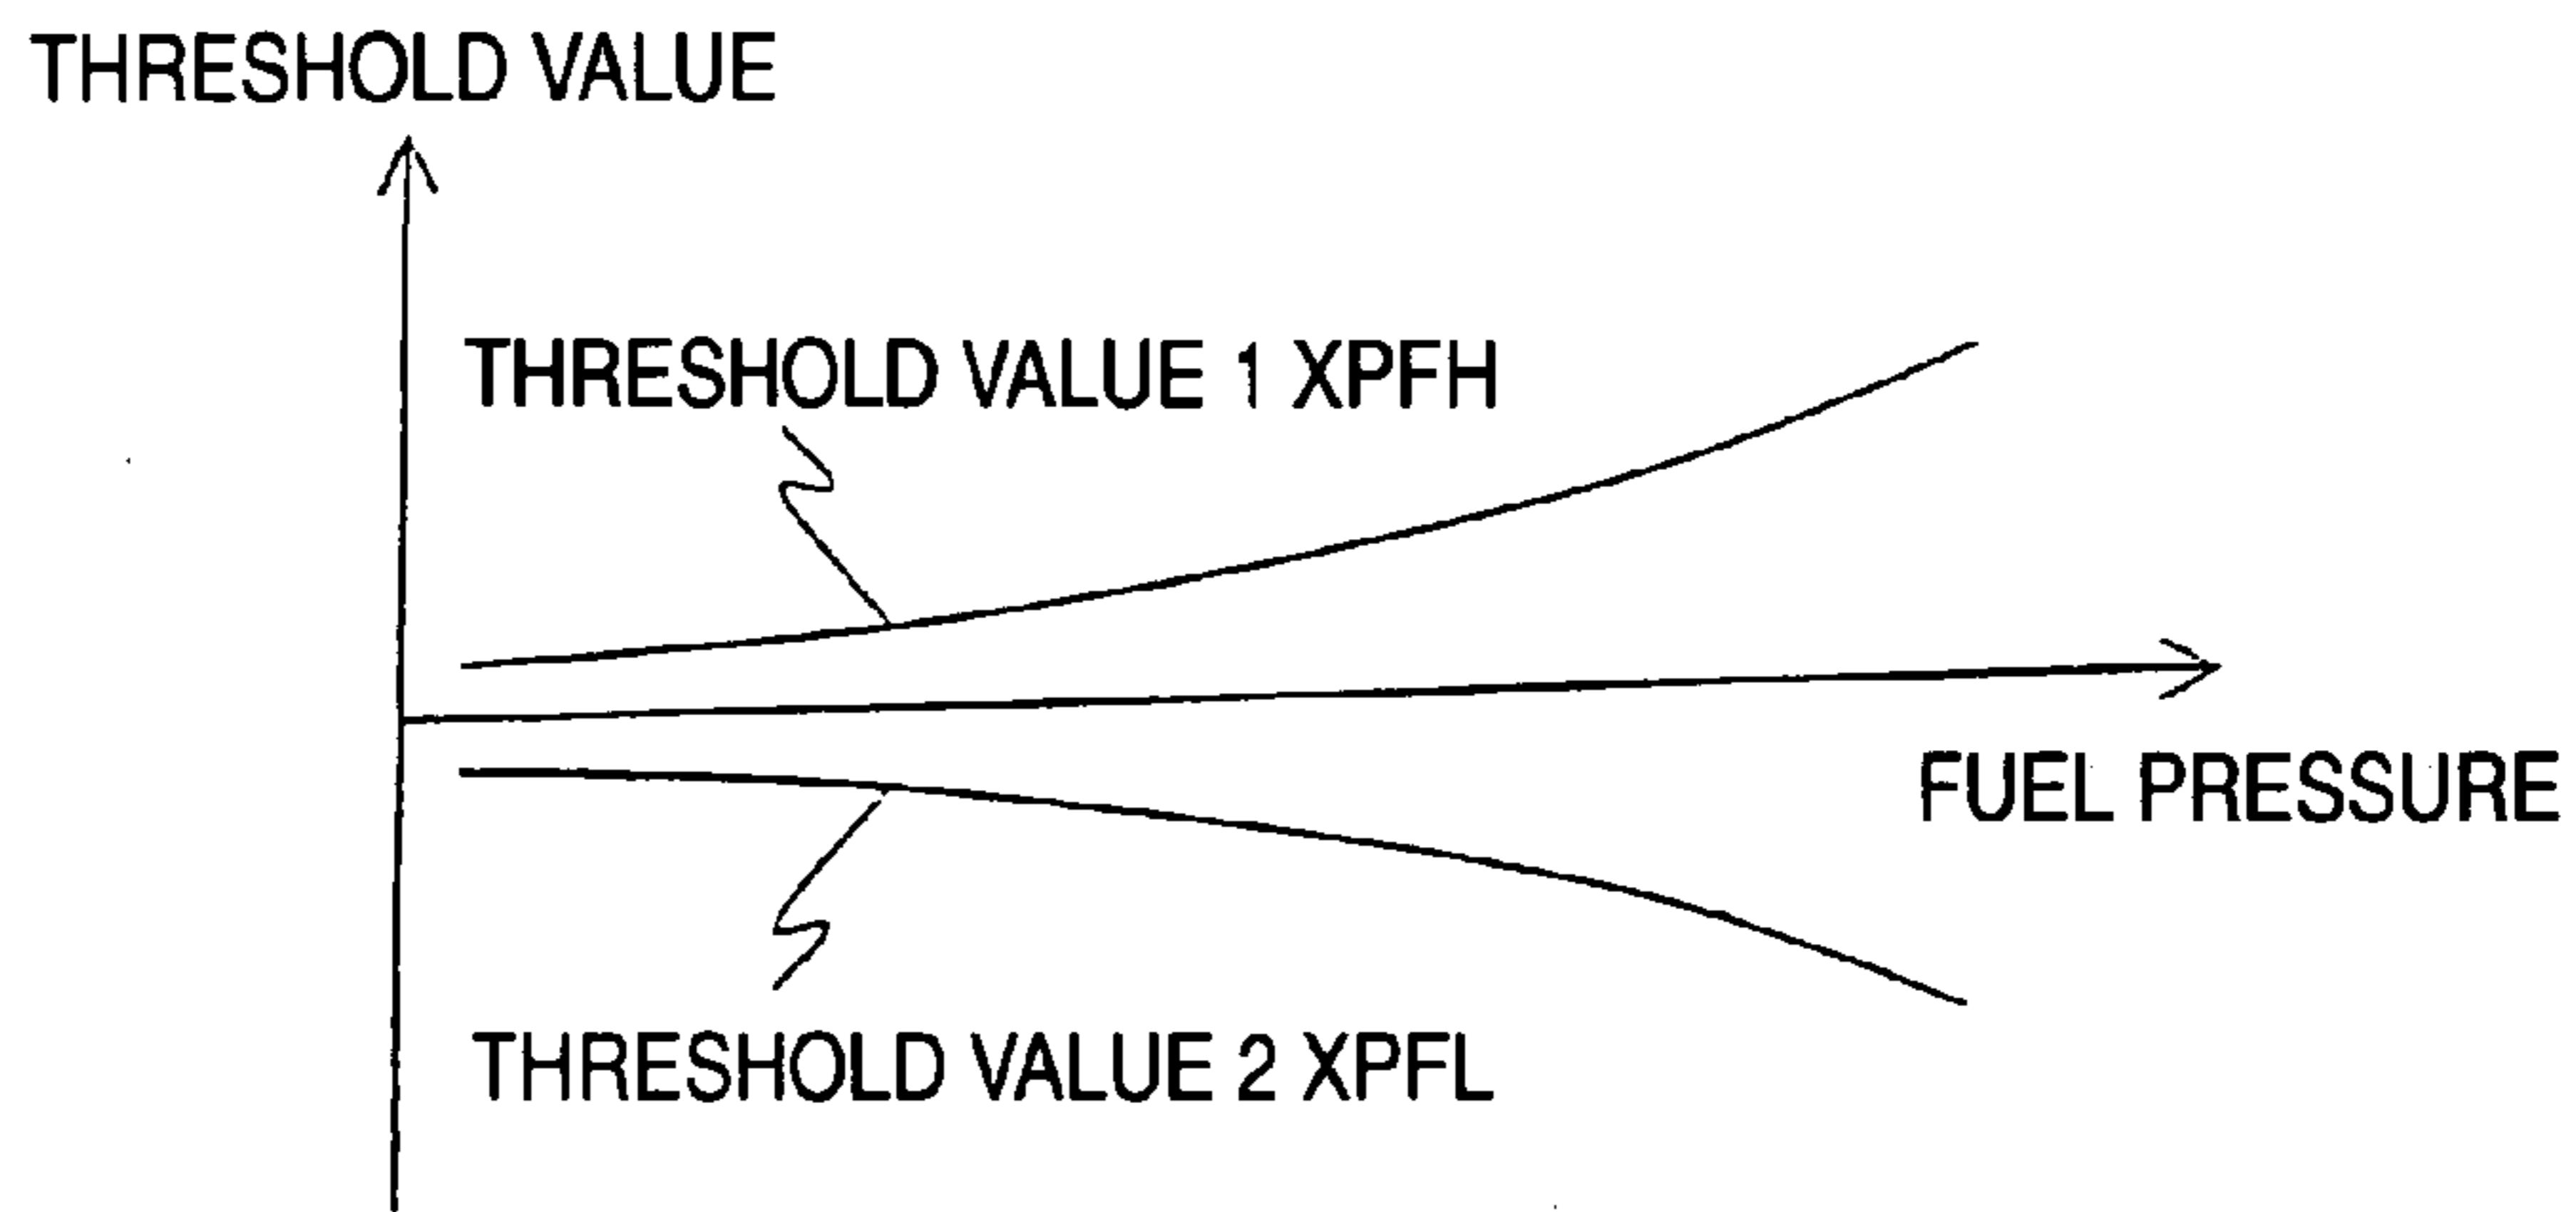 THRESHOLD VALUE
THRESHOLD VALUE 1 XPFH
FUEL PRESSURE
THRESHOLD VALUE 2 XPFL